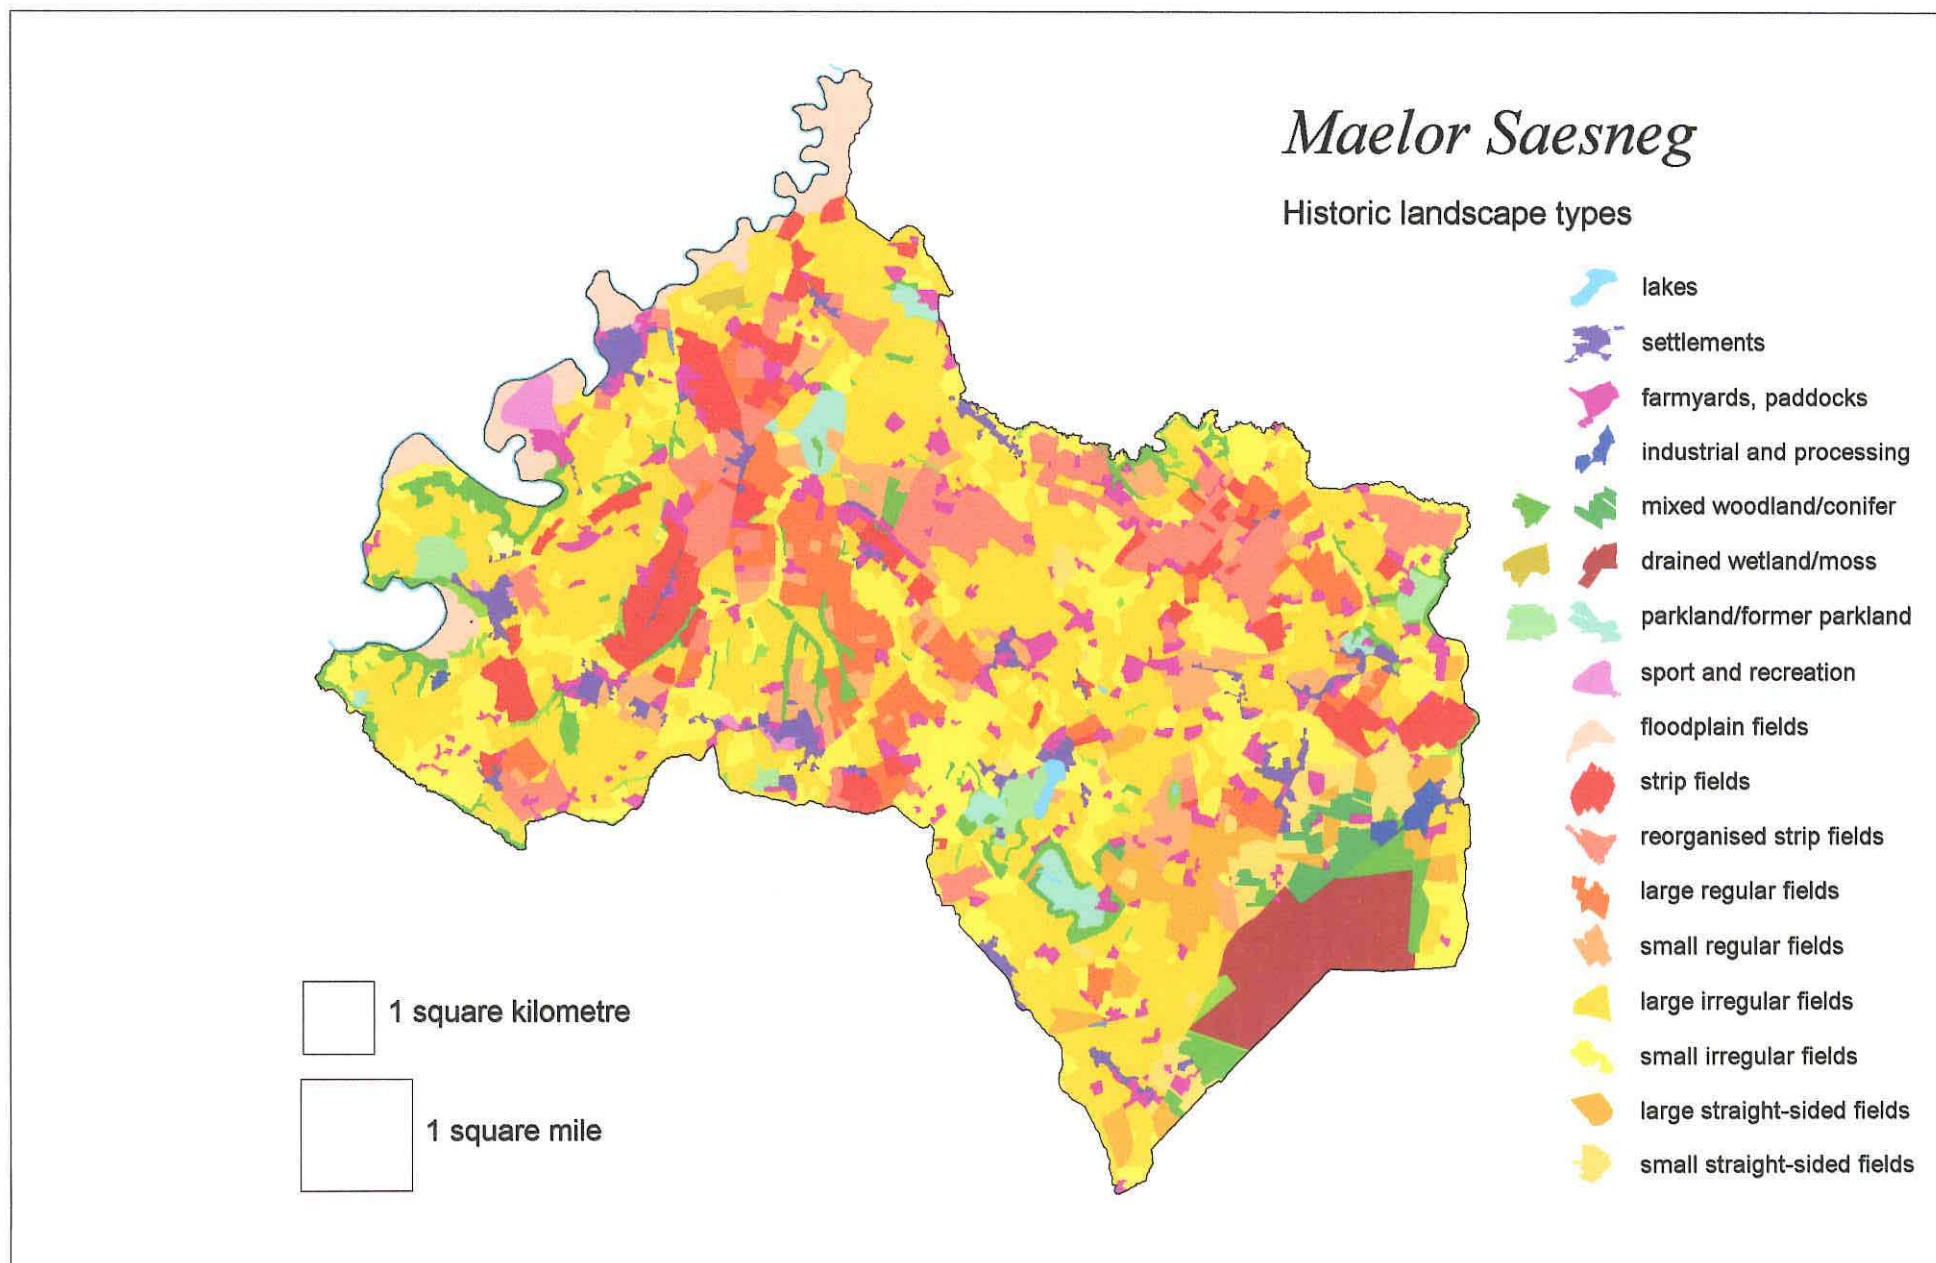 Maelor Saesneg
Historic landscape types
lakes
settlements
farmyards, paddocks
industrial and processing
mixed woodland/conifer
drained wetland/moss
parkland/former parkland
sport and recreation
floodplain fields
strip fields
reorganised strip fields
large regular fields
small regular fields
large irregular fields
small irregular fields
large straight-sided fields
small straight-sided fields
1 square kilometre
1 square mile